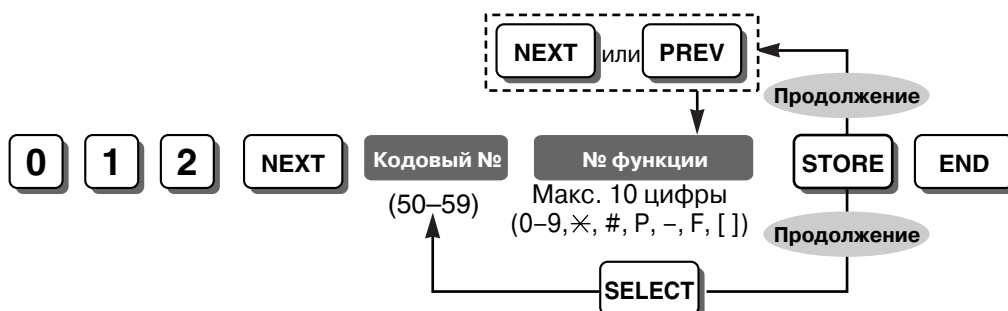 NEXT или PREV
Продолжение
0 1 2 NEXT Кодовый № № функции STORE END
(50–59) Макс. 10 цифры
(0–9,✳, #, P, –, F, [ ])
Продолжение
SELECT